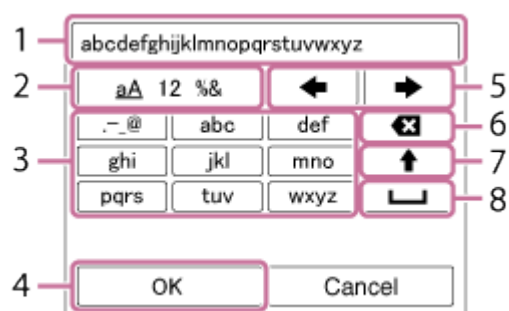 1 abcdefghijklmnopqrstuvwxyz
2 aA 12 %& 5
.-_@ abc def 6
3 ghi jkl mno 7
pqrs tuv wxyz 8
4 OK Cancel